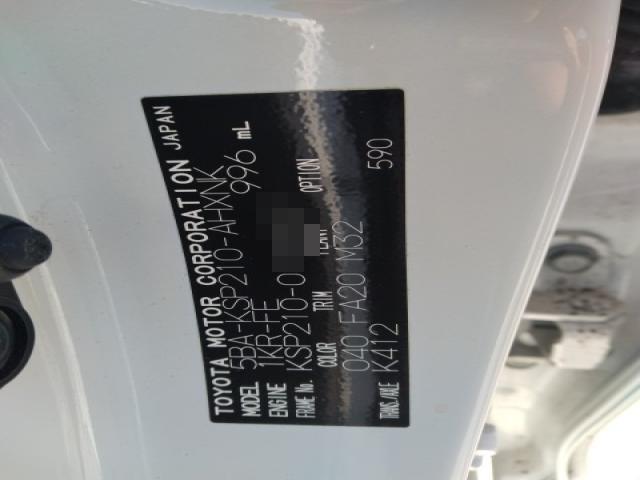 TOYOTA MOTOR CORPORATION JAPAN
MODEL 5BA-KSP210-AHXNK
ENGINE 1KR-FE 996 mL
FRAME No. KSP210-0
COLOR TRIM PLANT OPTION
040 FA20 M32 590
TRANS./AXLE K412